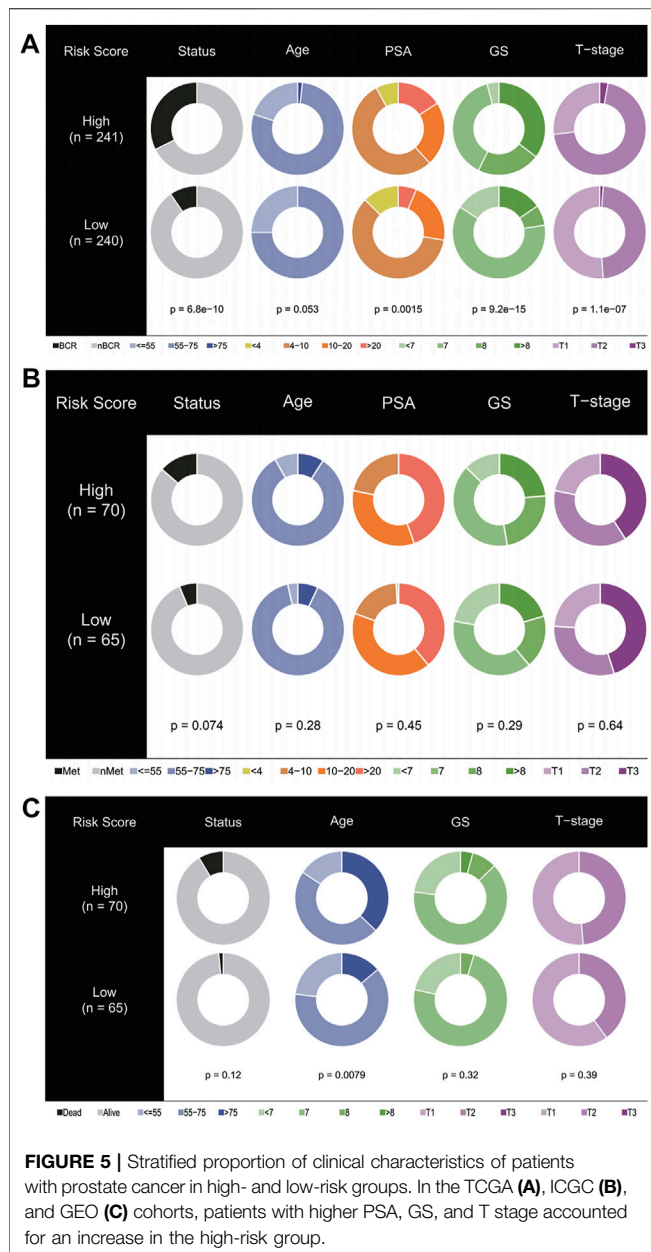 A
Risk Score Status Age PSA GS T−stage
High
(n = 241)
Low
(n = 240)
p = 6.8e−10 p = 0.053 p = 0.0015 p = 9.2e−15 p = 1.1e−07
BCR nBCR <=55 55−75 >75 <4 4−10 10−20 >20 <7 7 8 >8 T1 T2 T3
B
Risk Score Status Age PSA GS T−stage
High
(n = 70)
Low
(n = 65)
p = 0.074 p = 0.28 p = 0.45 p = 0.29 p = 0.64
Met nMet <=55 55−75 >75 <4 4−10 10−20 >20 <7 7 8 >8 T1 T2 T3
C
Risk Score Status Age GS T−stage
High
(n = 70)
Low
(n = 65)
p = 0.12 p = 0.0079 p = 0.32 p = 0.39
Dead Alive <=55 55−75 >75 <7 7 8 >8 T1 T2 T3 T1 T2 T3
FIGURE 5 | Stratified proportion of clinical characteristics of patients
with prostate cancer in high- and low-risk groups. In the TCGA (A), ICGC (B),
and GEO (C) cohorts, patients with higher PSA, GS, and T stage accounted
for an increase in the high-risk group.